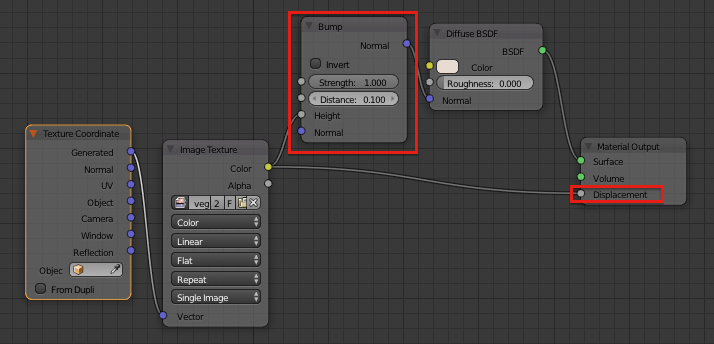 Texture Coordinate
Generated
Normal
UV
Object
Camera
Window
Reflection
Objec
From Dupli
Image Texture
Color
Alpha
veg 2 F
Color
Linear
Flat
Repeat
Single Image
Vector
Bump
Normal
Invert
Strength: 1.000
Distance: 0.100
Height
Normal
Diffuse BSDF
BSDF
Color
Roughness: 0.000
Normal
Material Output
Surface
Volume
Displacement